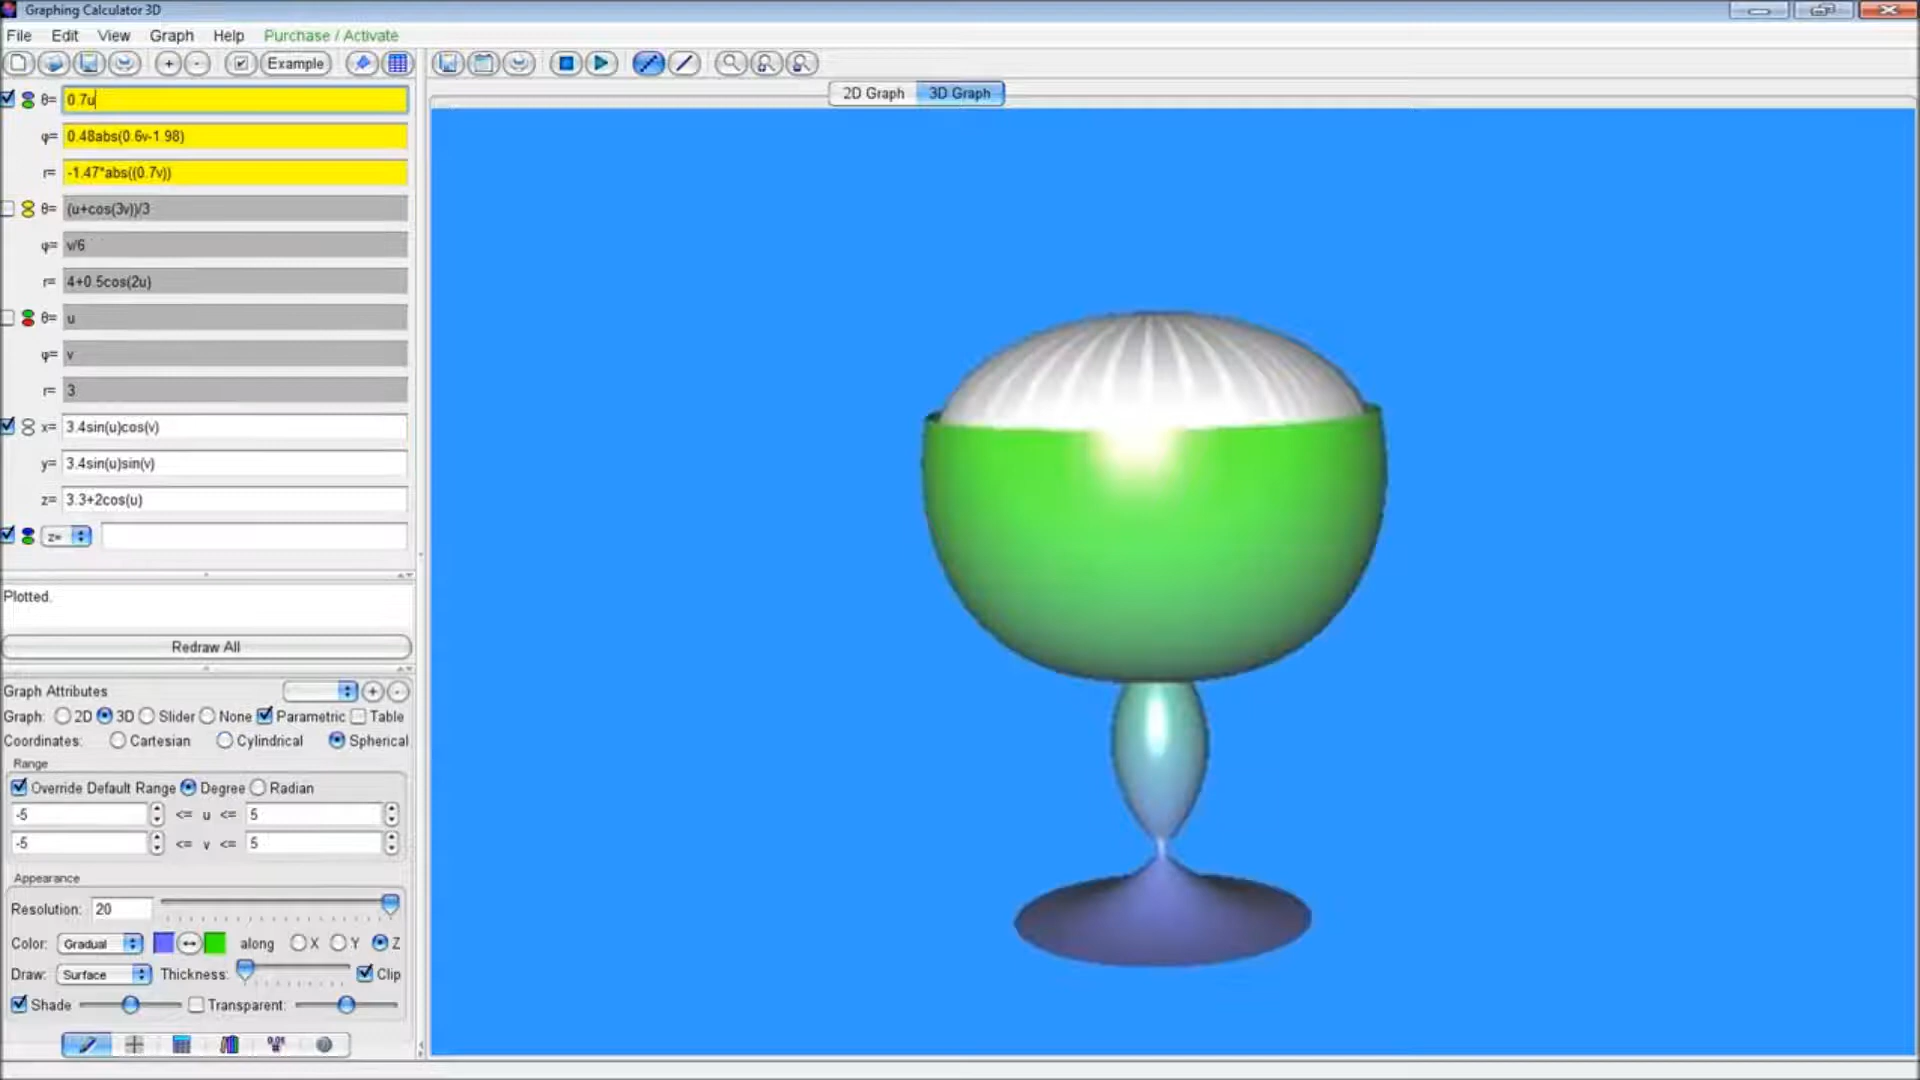 Graphing Calculator 3D
File Edit View Graph Help Purchase / Activate
+ - Example
2D Graph 3D Graph
θ= 0.7u
φ= 0.48abs(0.6v-1.98)
r= -1.47*abs((0.7v))
θ= (u+cos(3v))/3
φ= v/6
r= 4+0.5cos(2u)
θ= u
φ= v
r= 3
x= 3.4sin(u)cos(v)
y= 3.4sin(u)sin(v)
z= 3.3+2cos(u)
z=
Plotted.
Redraw All
Graph Attributes + -
Graph: 2D 3D Slider None Parametric Table
Coordinates: Cartesian Cylindrical Spherical
Range
Override Default Range Degree Radian
-5 <= u <= 5
-5 <= v <= 5
Appearance
Resolution: 20
Color: Gradual along X Y Z
Draw: Surface Thickness: Clip
Shade Transparent: